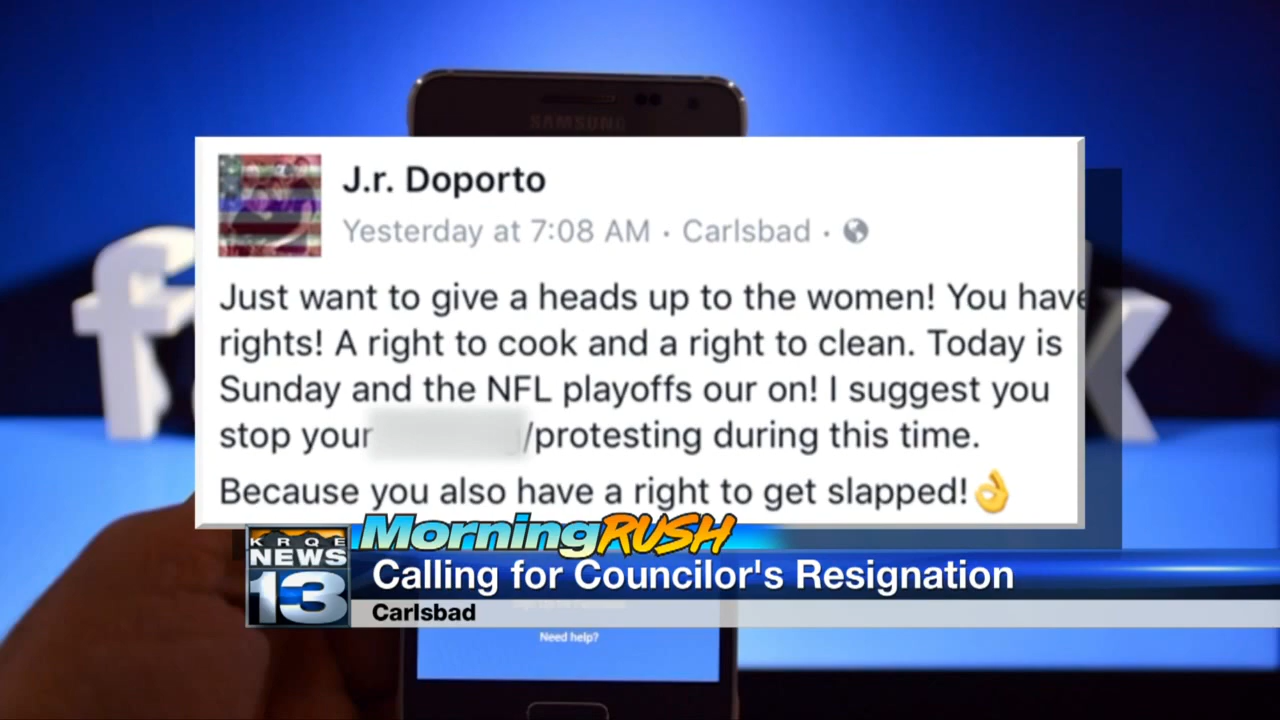 SAMSUNG
J.r. Doporto
Yesterday at 7:08 AM · Carlsbad ·
Just want to give a heads up to the women! You have
rights! A right to cook and a right to clean. Today is
Sunday and the NFL playoffs our on! I suggest you
stop your /protesting during this time.
Because you also have a right to get slapped!👌
MorningRUSH
KRQE
NEWS
13
Calling for Councilor's Resignation
Carlsbad
Need help?
f
k